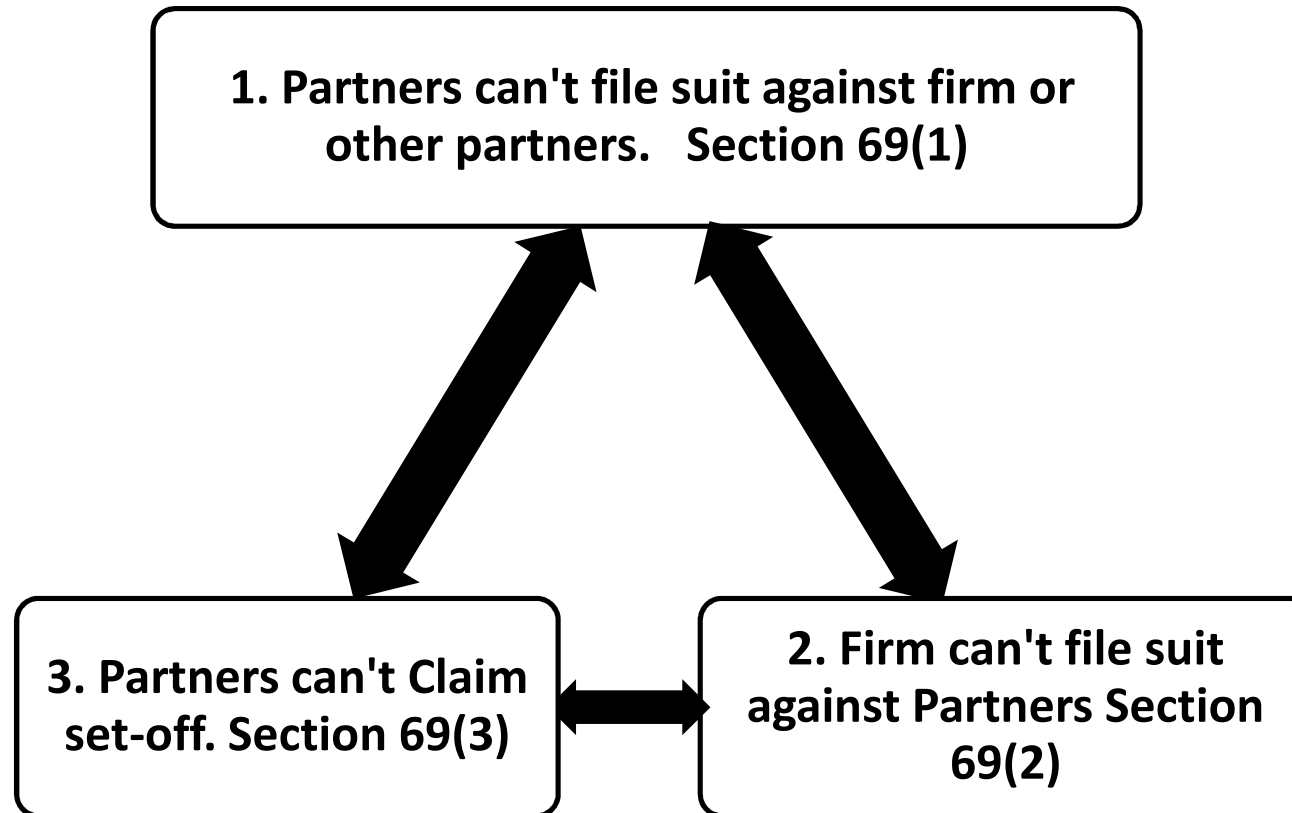 1. Partners can't file suit against firm or
other partners.   Section 69(1)
3. Partners can't Claim
set-off. Section 69(3)
2. Firm can't file suit
against Partners Section
69(2)